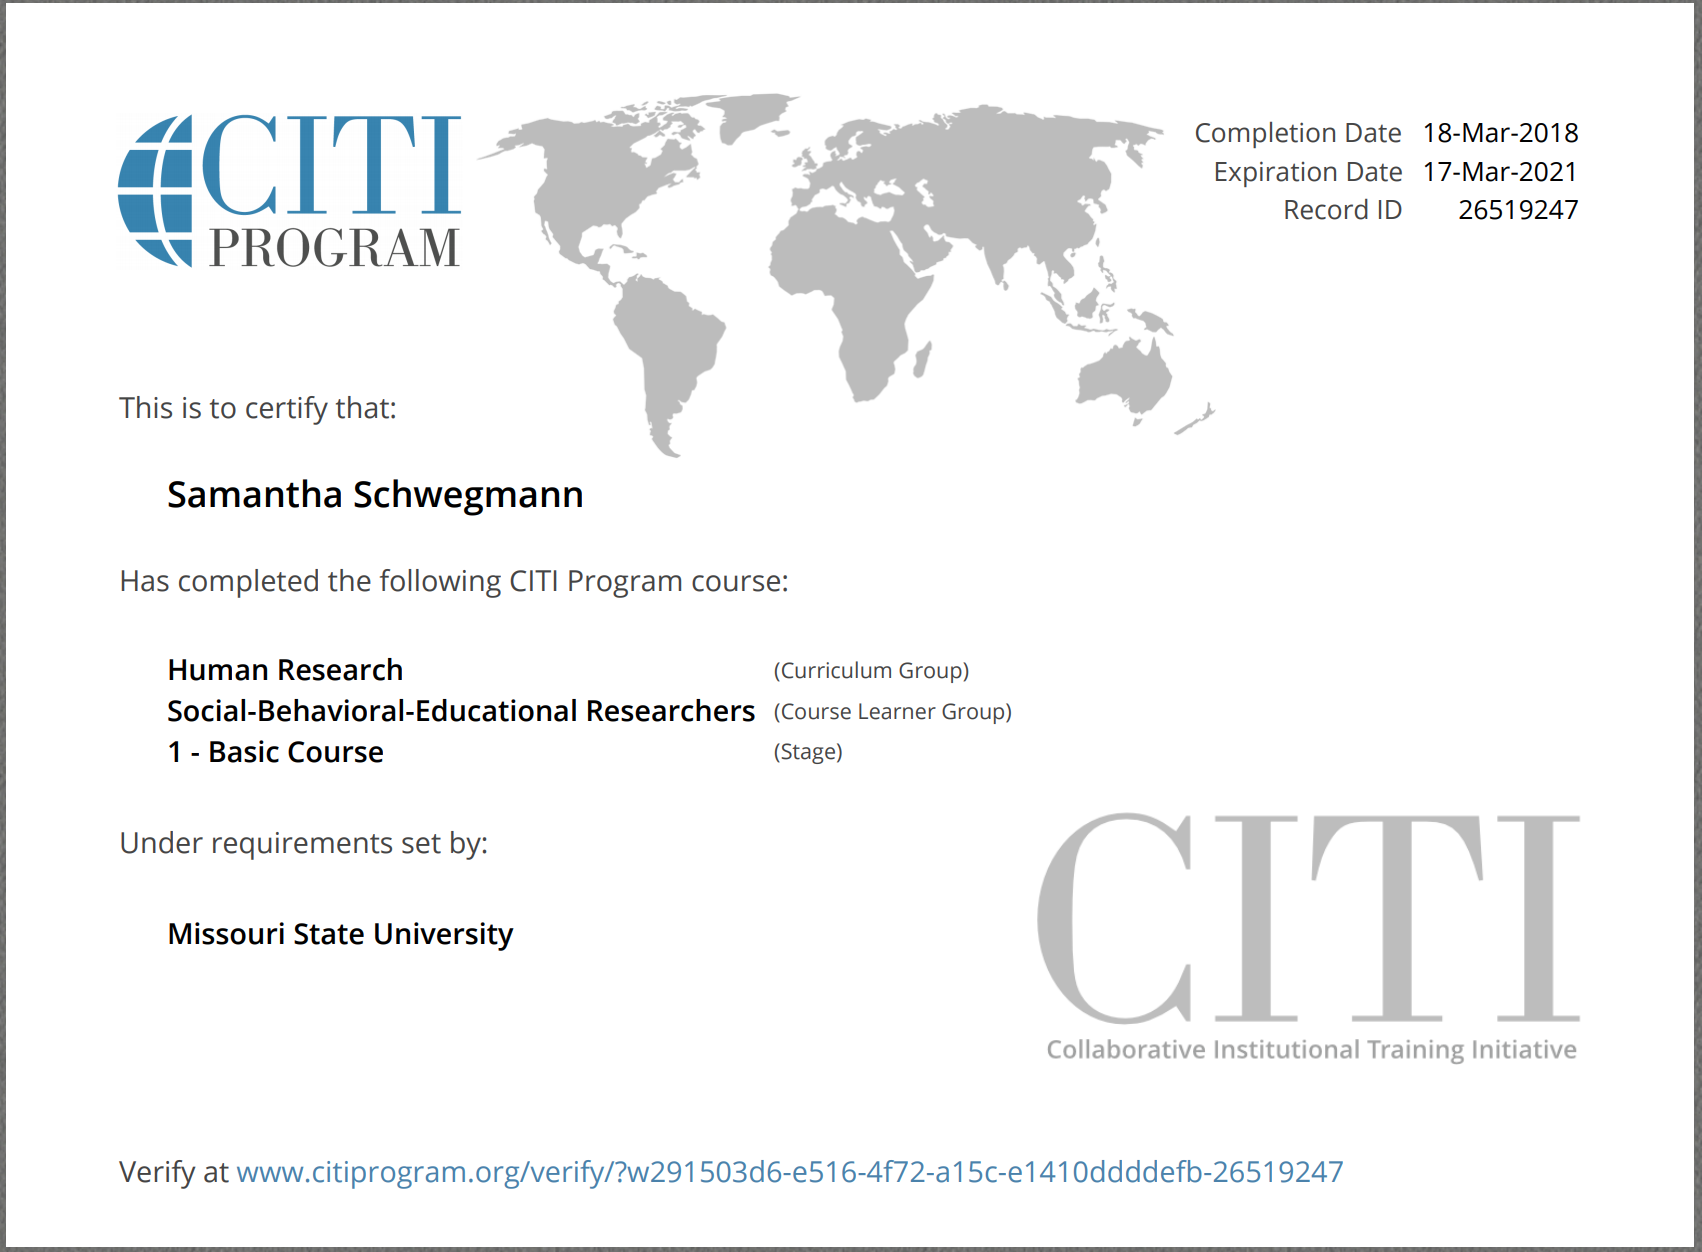 CITI
PROGRAM
Completion Date 18-Mar-2018
Expiration Date 17-Mar-2021
Record ID 26519247
This is to certify that:
Samantha Schwegmann
Has completed the following CITI Program course:
Human Research (Curriculum Group)
Social-Behavioral-Educational Researchers (Course Learner Group)
1 - Basic Course (Stage)
Under requirements set by:
Missouri State University
CITI
Collaborative Institutional Training Initiative
Verify at www.citiprogram.org/verify/?w291503d6-e516-4f72-a15c-e1410ddddefb-26519247